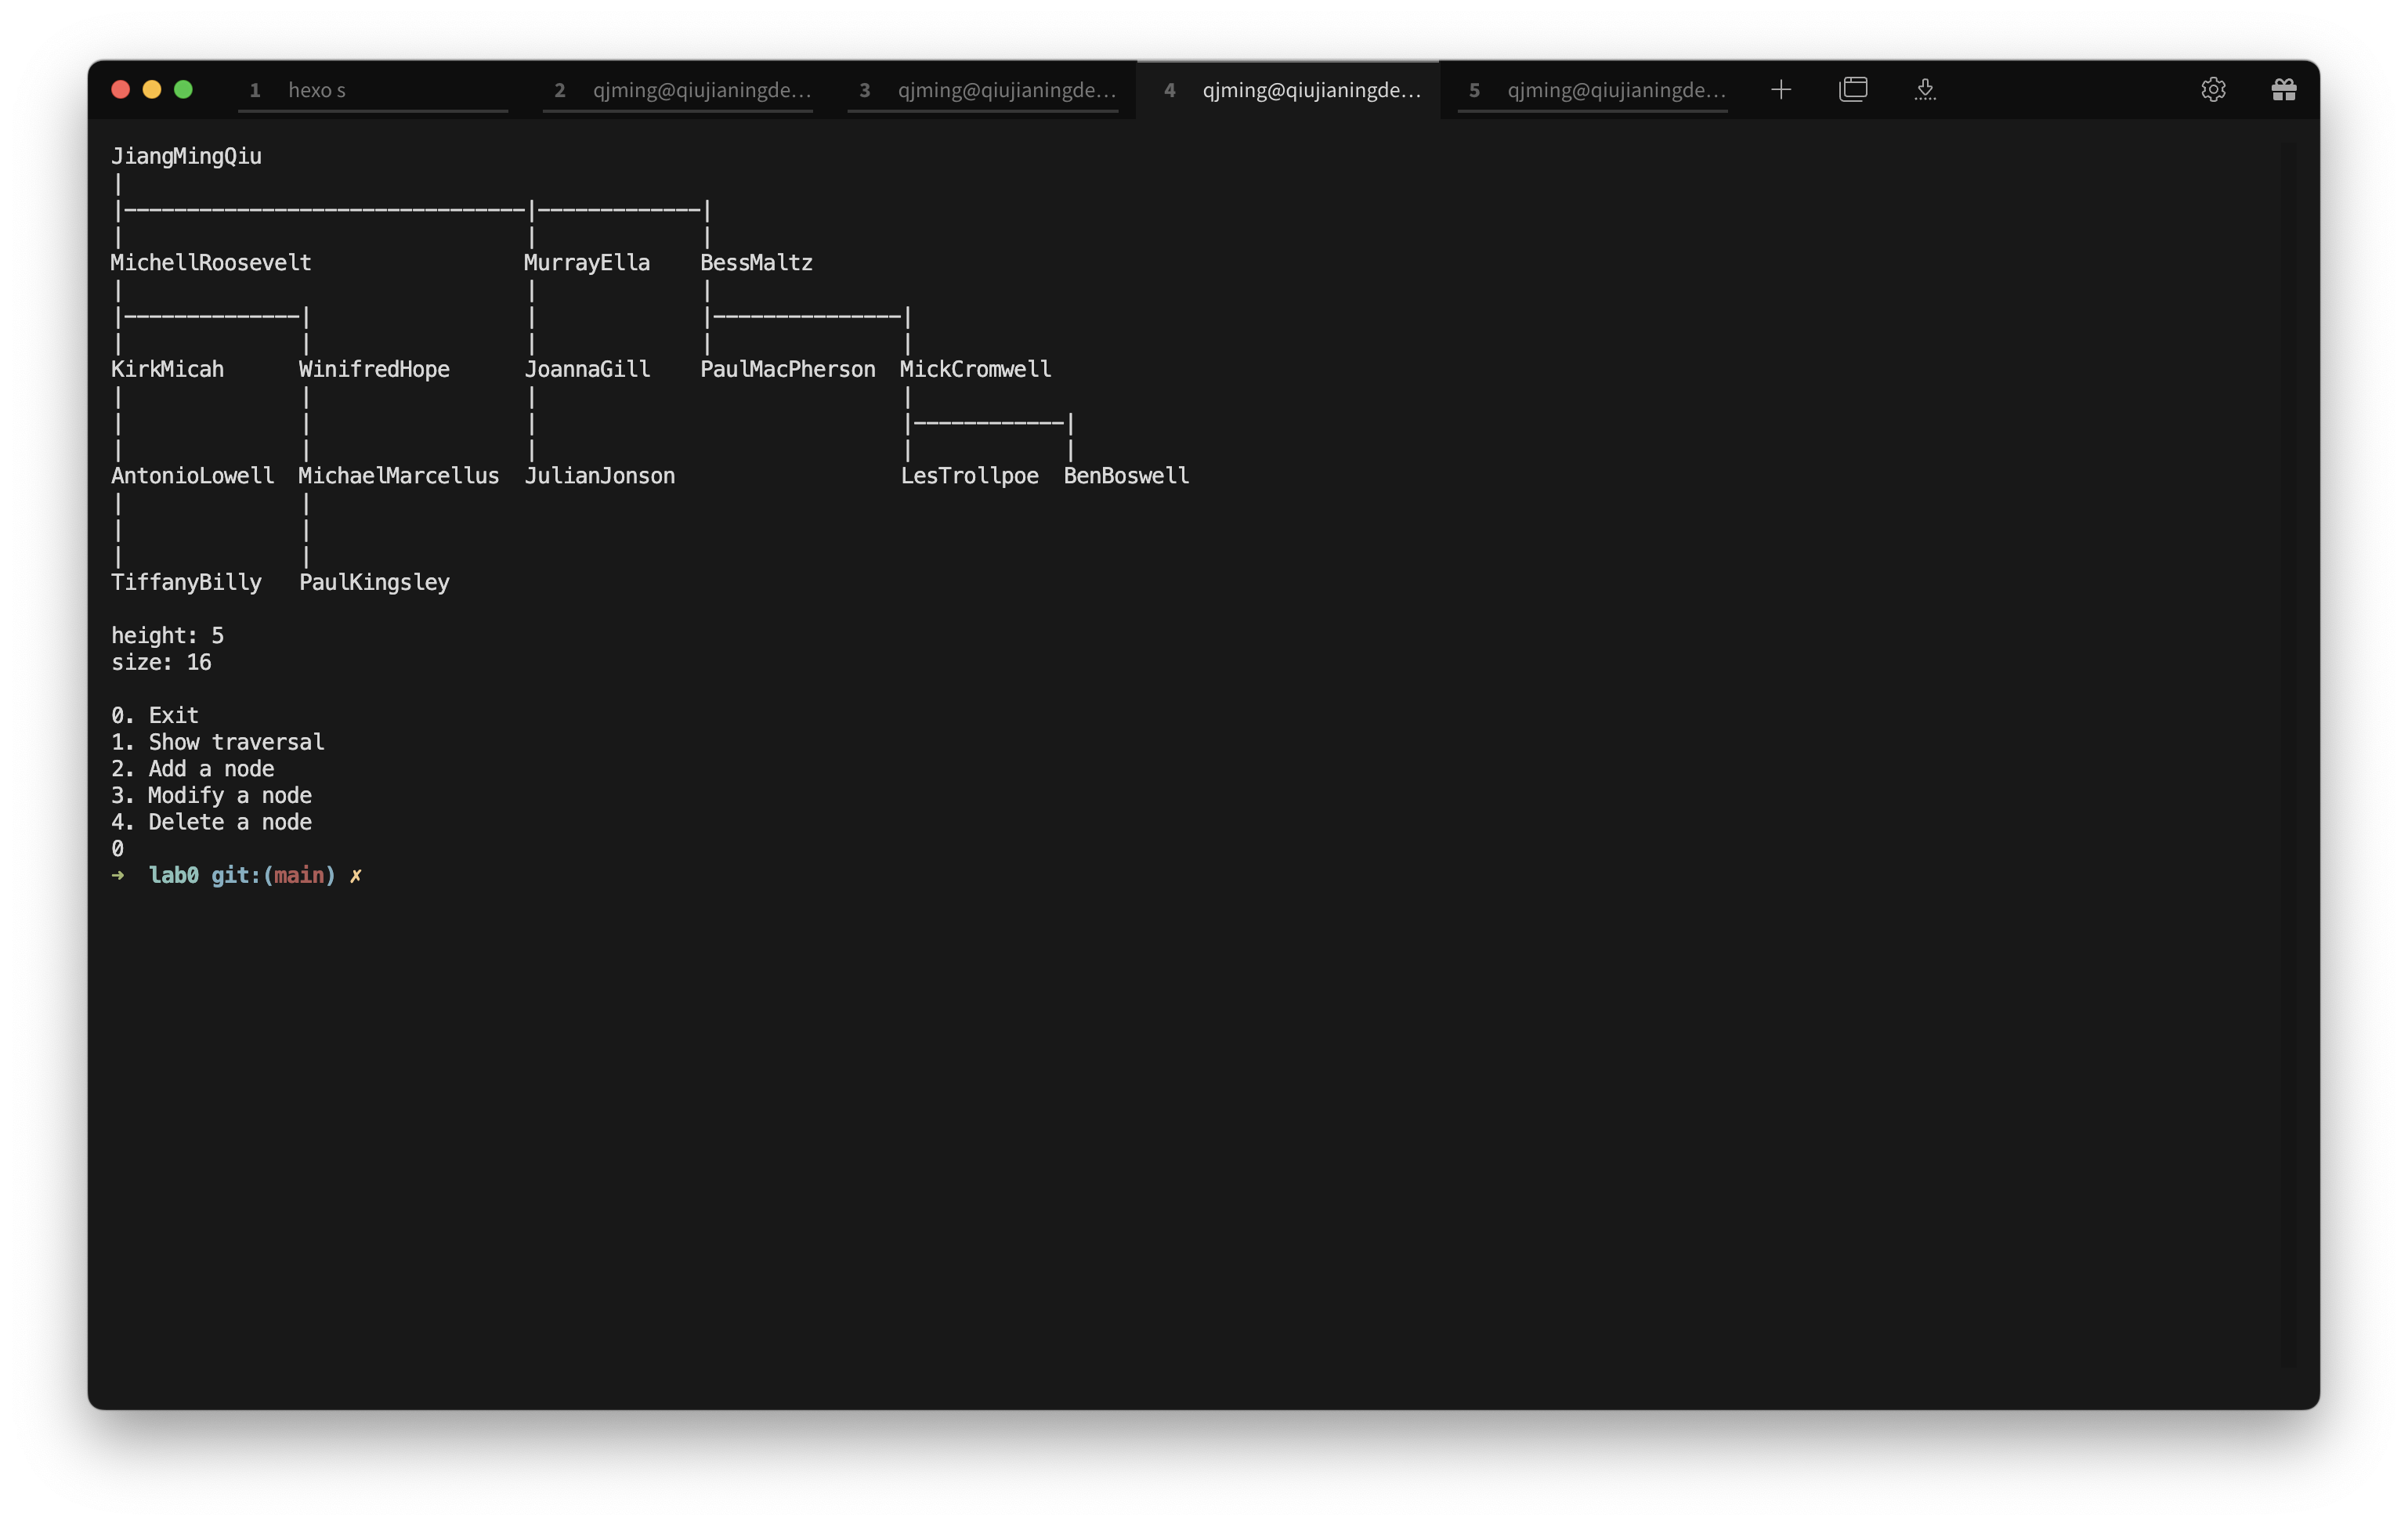 1 hexo s 2 qjming@qiujianingde... 3 qjming@qiujianingde... 4 qjming@qiujianingde... 5 qjming@qiujianingde...
JiangMingQiu
|
|--------------------------------|-------------|
| | |
MichellRoosevelt MurrayElla BessMaltz
| | |
|--------------| | |---------------|
| | | | |
KirkMicah WinifredHope JoannaGill PaulMacPherson MickCromwell
| | | |
| | | |------------|
| | | | |
AntonioLowell MichaelMarcellus JulianJonson LesTrollpoe BenBoswell
| |
| |
| |
TiffanyBilly PaulKingsley
height: 5
size: 16
0. Exit
1. Show traversal
2. Add a node
3. Modify a node
4. Delete a node
0
➜ lab0 git:(main) ✗